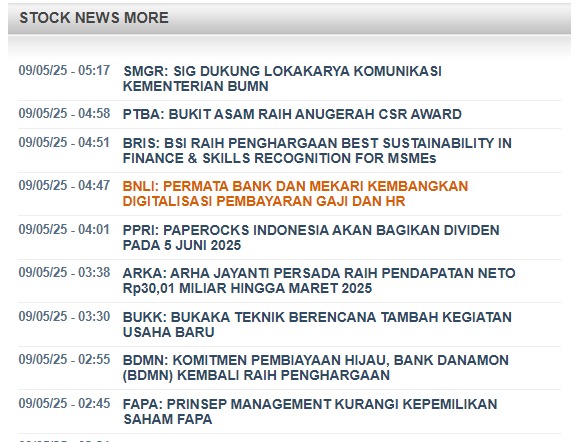 STOCK NEWS MORE
09/05/25 - 05:17 SMGR: SIG DUKUNG LOKAKARYA KOMUNIKASI
KEMENTERIAN BUMN
09/05/25 - 04:58 PTBA: BUKIT ASAM RAIH ANUGERAH CSR AWARD
09/05/25 - 04:51 BRIS: BSI RAIH PENGHARGAAN BEST SUSTAINABILITY IN
FINANCE & SKILLS RECOGNITION FOR MSMEs
09/05/25 - 04:47 BNLI: PERMATA BANK DAN MEKARI KEMBANGKAN
DIGITALISASI PEMBAYARAN GAJI DAN HR
09/05/25 - 04:01 PPRI: PAPEROCKS INDONESIA AKAN BAGIKAN DIVIDEN
PADA 5 JUNI 2025
09/05/25 - 03:38 ARKA: ARHA JAYANTI PERSADA RAIH PENDAPATAN NETO
Rp30,01 MILIAR HINGGA MARET 2025
09/05/25 - 03:30 BUKK: BUKAKA TEKNIK BERENCANA TAMBAH KEGIATAN
USAHA BARU
09/05/25 - 02:55 BDMN: KOMITMEN PEMBIAYAAN HIJAU, BANK DANAMON
(BDMN) KEMBALI RAIH PENGHARGAAN
09/05/25 - 02:45 FAPA: PRINSEP MANAGEMENT KURANGI KEPEMILIKAN
SAHAM FAPA